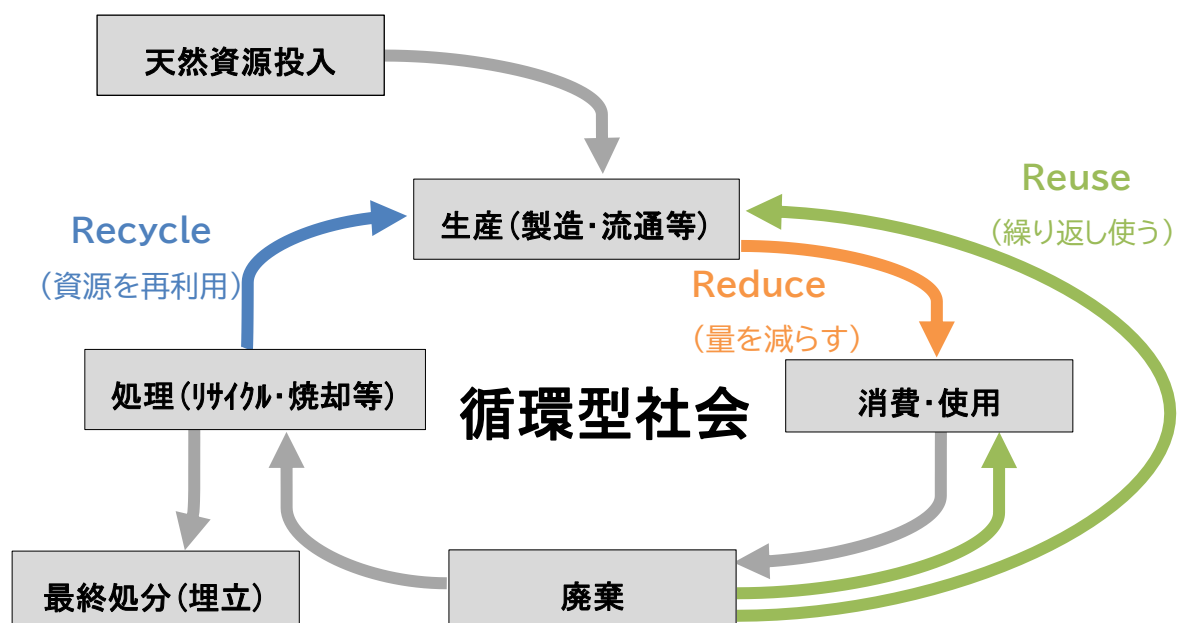 天然資源投入
Reuse
(繰り返し使う)
生産(製造・流通等)
Recycle
(資源を再利用)
Reduce
(量を減らす)
処理(ﾘｻｲｸﾙ・焼却等)
循環型社会
消費・使用
最終処分(埋立)
廃棄